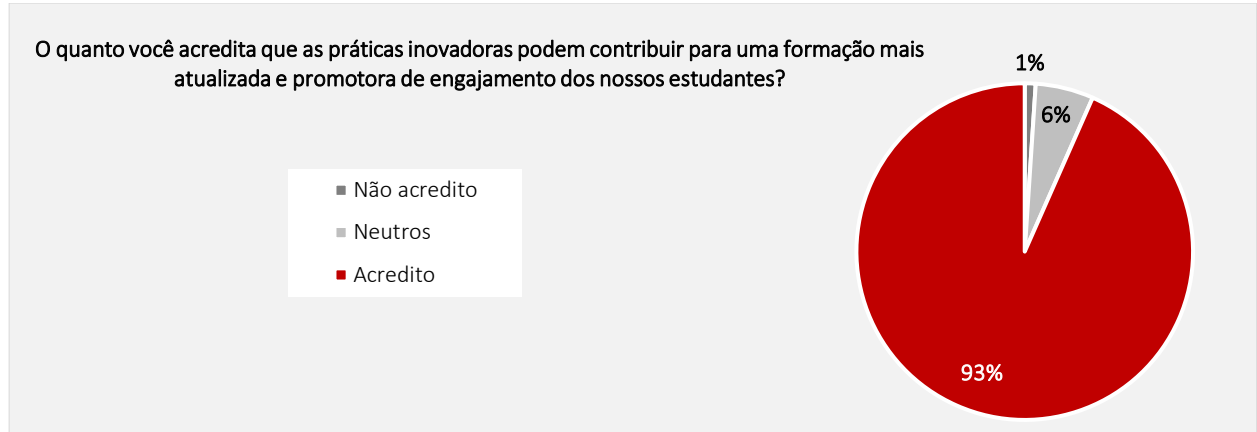 O quanto você acredita que as práticas inovadoras podem contribuir para uma formação mais
atualizada e promotora de engajamento dos nossos estudantes?
Não acredito
Neutros
Acredito
1%
6%
93%